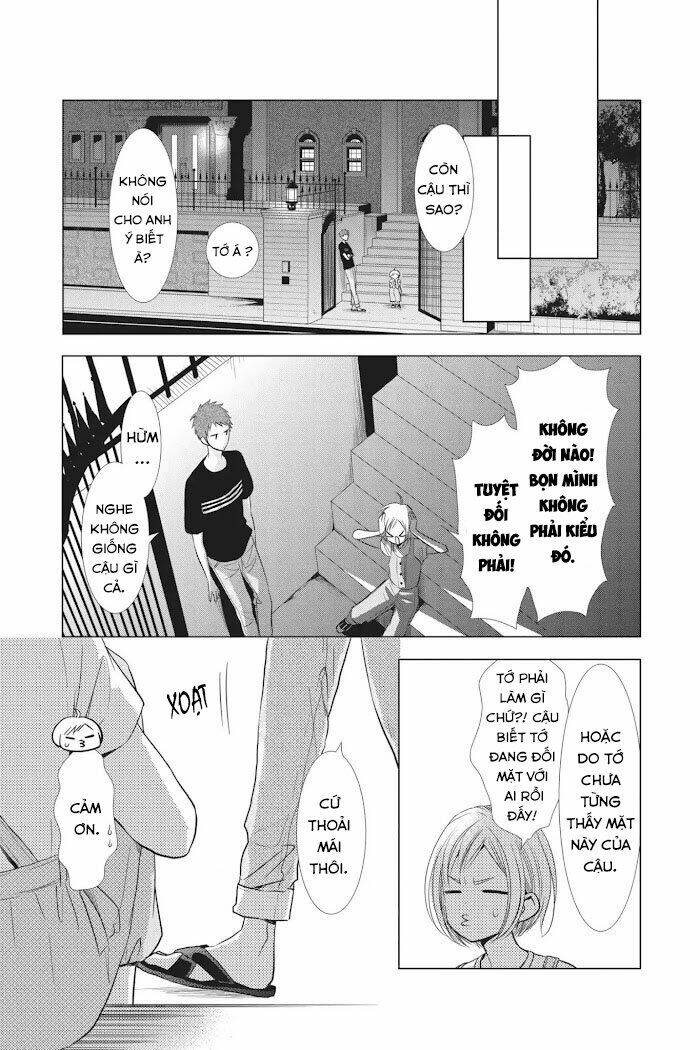 CÒN
CẬU THÌ
SAO?
KHÔNG
NÓI
CHO ANH
Ý BIẾT
À?
TỚ Á?
KHÔNG
ĐỜI NÀO!
BỌN MÌNH
KHÔNG
PHẢI KIỂU
ĐÓ.
TUYỆT
ĐỐI
KHÔNG
PHẢI!
HỪM
...
NGHE
KHÔNG
GIỐNG
CẬU GÌ
CẢ.
HOẶC
DO TỚ
CHƯA
TỪNG
THẤY MẶT
NÀY CỦA
CẬU.
TỚ PHẢI
LÀM GÌ
CHỨ?! CẬU
BIẾT TỚ
ĐANG ĐỐI
MẶT VỚI
AI RỒI
ĐẤY!
XOẠT
CỨ
THOẢI
MÁI
THÔI.
CẢM
ƠN.